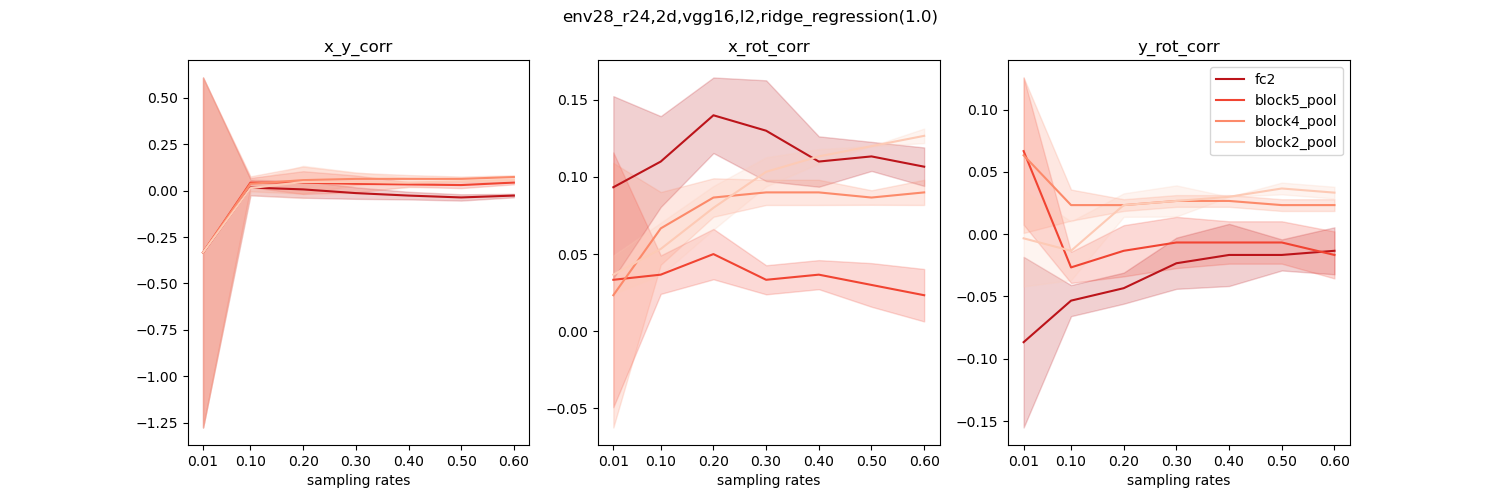 env28_r24,2d,vgg16,l2,ridge_regression(1.0)
x_y_corr
0.50
0.25
0.00
−0.25
−0.50
−0.75
−1.00
−1.25
0.01 0.10 0.20 0.30 0.40 0.50 0.60
sampling rates
x_rot_corr
0.15
0.10
0.05
0.00
−0.05
0.01 0.10 0.20 0.30 0.40 0.50 0.60
sampling rates
y_rot_corr
fc2
block5_pool
block4_pool
block2_pool
0.10
0.05
0.00
−0.05
−0.10
−0.15
0.01 0.10 0.20 0.30 0.40 0.50 0.60
sampling rates